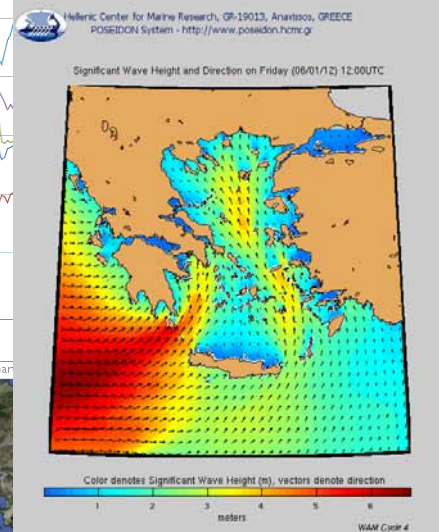 Hellenic Center for Marine Research, GR-19013, Anavissos, GREECE
POSEIDON System - http://www.poseidon.hcmr.gr
Significant Wave Height and Direction on Friday (06/01/12) 12:00UTC
Color denotes Significant Wave Height (m), vectors denote direction
1 2 3 4 5 6
meters
WAM Cycle 4